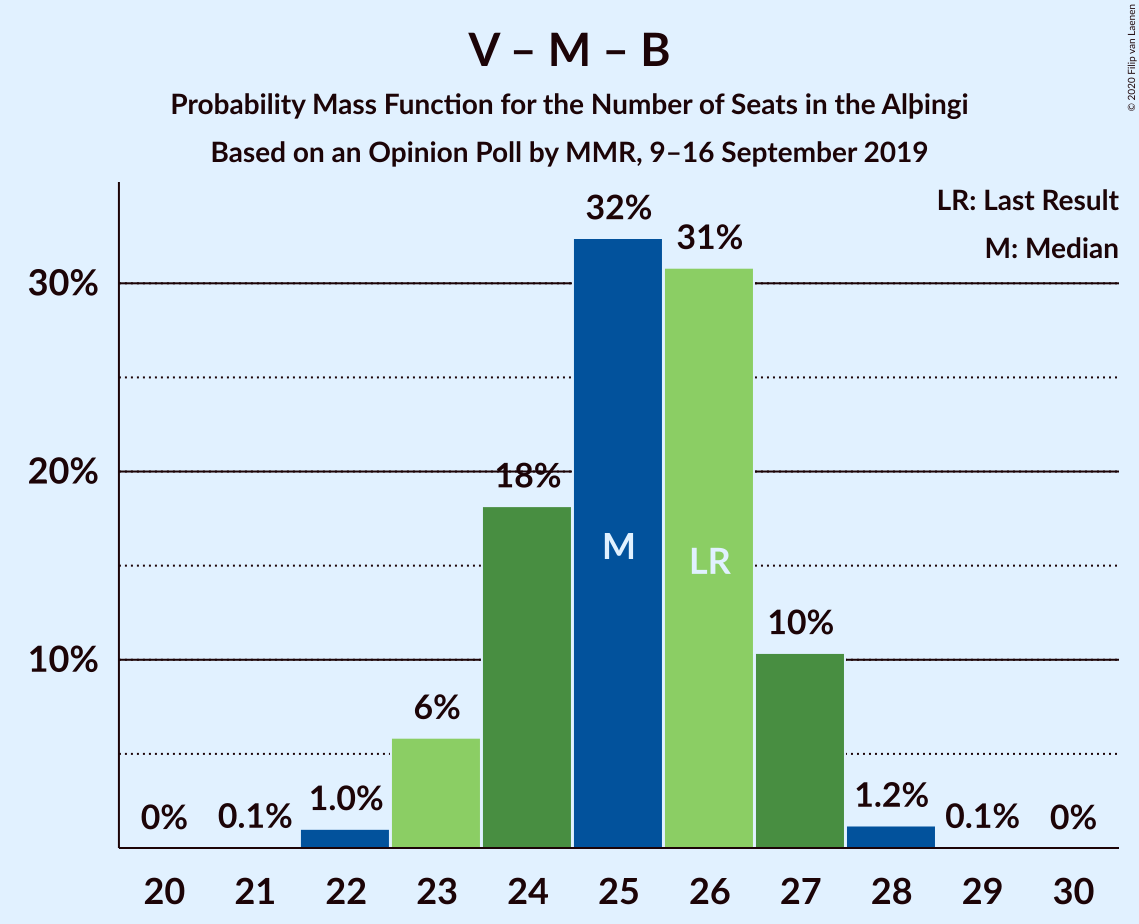 V – M – B
Probability Mass Function for the Number of Seats in the Alþingi
Based on an Opinion Poll by MMR, 9–16 September 2019
© 2020 Filip van Laenen
LR: Last Result
M: Median
30%
20%
10%
0%
0.1%
1.0%
6%
18%
32%
31%
10%
1.2%
0.1%
0%
M
LR
20 21 22 23 24 25 26 27 28 29 30